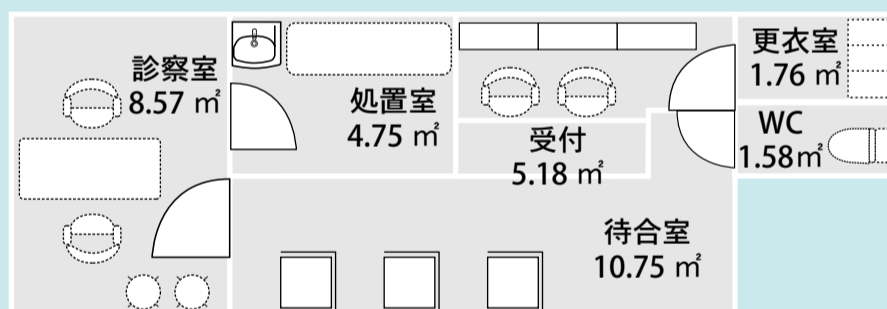 診察室
8.57 ㎡
処置室
4.75 ㎡
受付
5.18 ㎡
待合室
10.75 ㎡
更衣室
1.76 ㎡
WC
1.58㎡